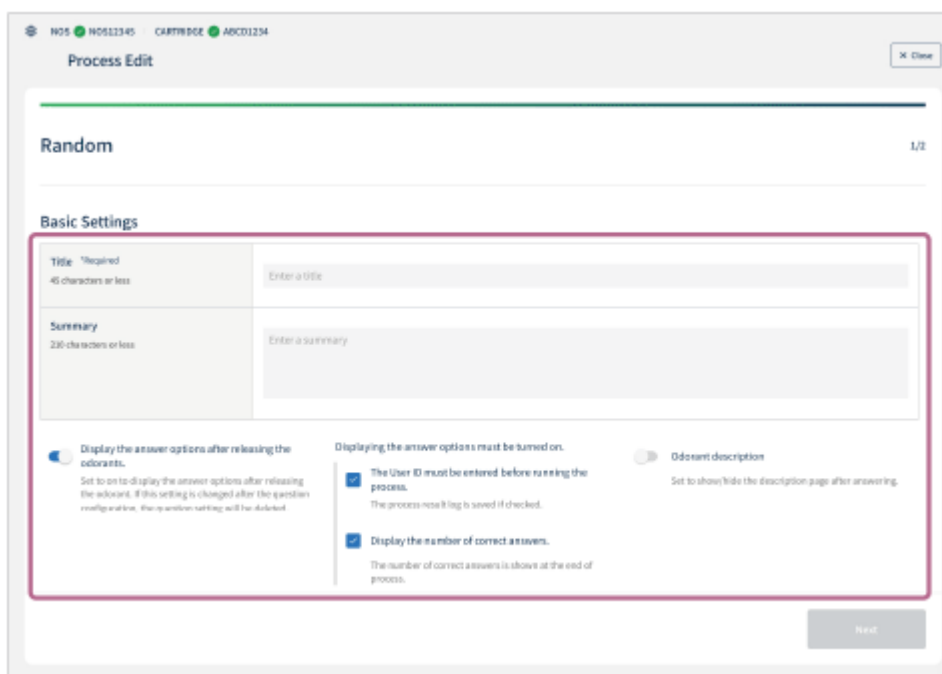 NOS NOS12345 CARTRIDGE ABCD1234
Process Edit
× Close
Random
1/2
Basic Settings
Title *Required
45 characters or less
Enter a title
Summary
210 characters or less
Enter a summary
Display the answer options after releasing the
odorants.
Set to on to display the answer options after releasing
the odorant. If this setting is changed after the question
configuration, the question setting will be deleted
Displaying the answer options must be turned on.
The User ID must be entered before running the
process.
The process result log is saved if checked.
Display the number of correct answers.
The number of correct answers is shown at the end of
process.
Odorant description
Set to show/hide the description page after answering.
Next